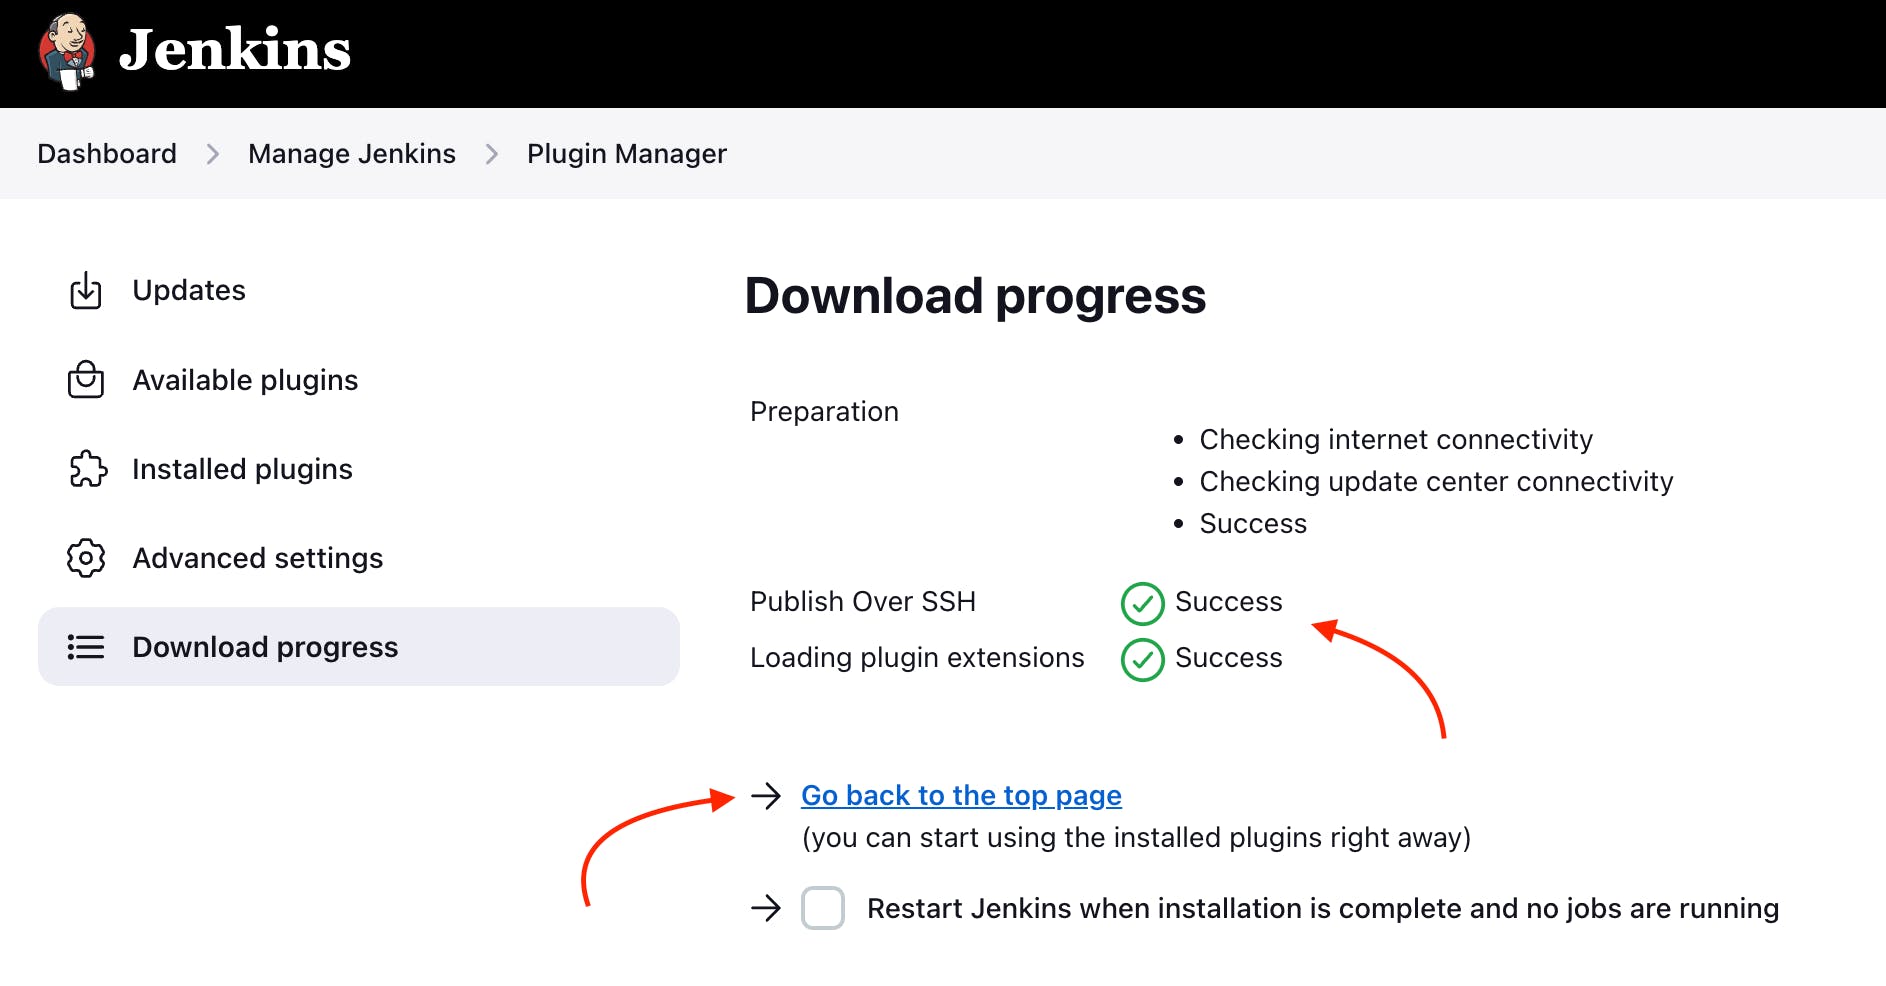 Jenkins
Dashboard
Manage Jenkins
Plugin Manager
Updates
Available plugins
Installed plugins
Advanced settings
Download progress
Download progress
Preparation
Checking internet connectivity
Checking update center connectivity
Success
Publish Over SSH Success
Loading plugin extensions Success
Go back to the top page
(you can start using the installed plugins right away)
Restart Jenkins when installation is complete and no jobs are running